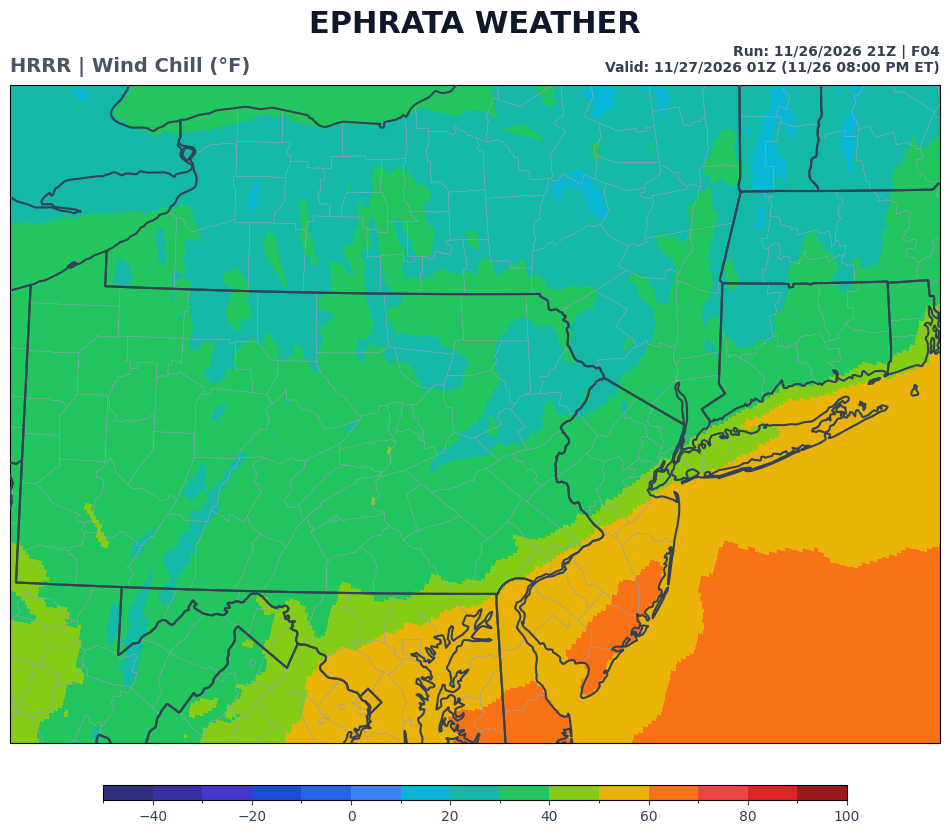 EPHRATA WEATHER
HRRR | Wind Chill (°F)
Run: 11/26/2026 21Z | F04
Valid: 11/27/2026 01Z (11/26 08:00 PM ET)
−40 −20 0 20 40 60 80 100